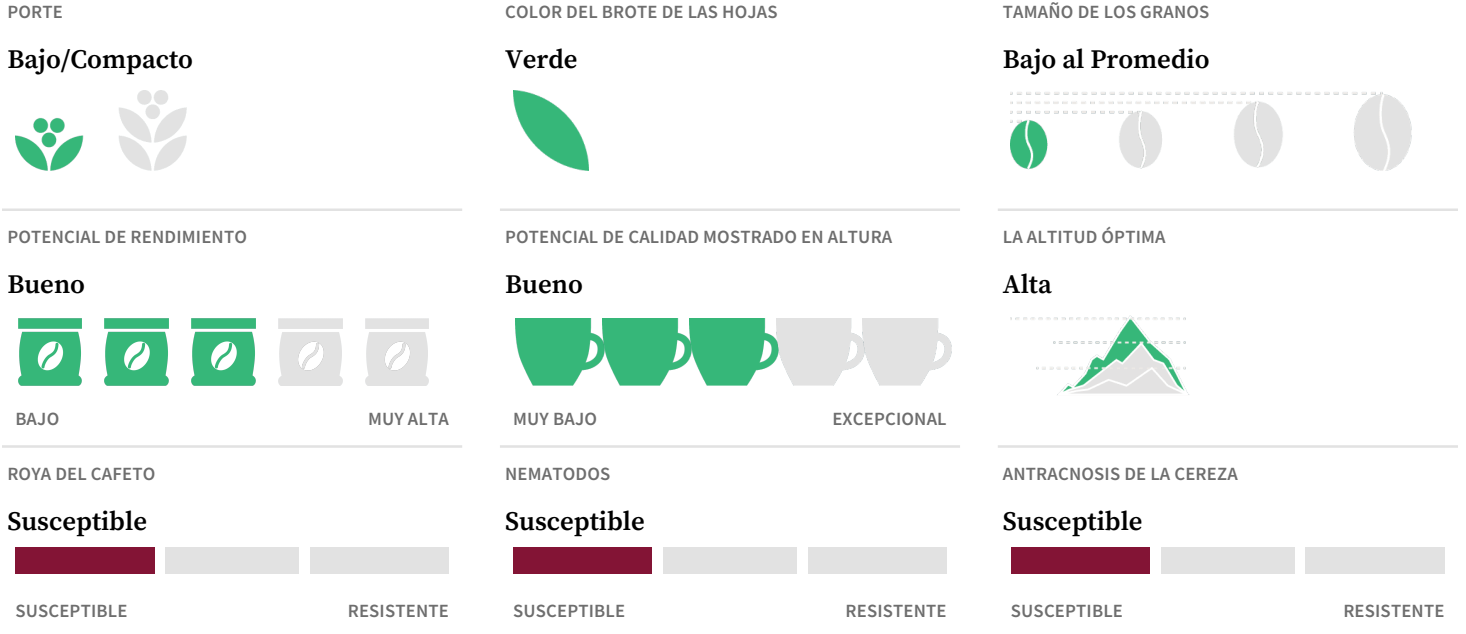 PORTE
Bajo/Compacto
COLOR DEL BROTE DE LAS HOJAS
Verde
TAMAÑO DE LOS GRANOS
Bajo al Promedio
POTENCIAL DE RENDIMIENTO
Bueno
BAJO
MUY ALTA
POTENCIAL DE CALIDAD MOSTRADO EN ALTURA
Bueno
MUY BAJO
EXCEPCIONAL
LA ALTITUD ÓPTIMA
Alta
ROYA DEL CAFETO
Susceptible
SUSCEPTIBLE
RESISTENTE
NEMATODOS
Susceptible
SUSCEPTIBLE
RESISTENTE
ANTRACNOSIS DE LA CEREZA
Susceptible
SUSCEPTIBLE
RESISTENTE